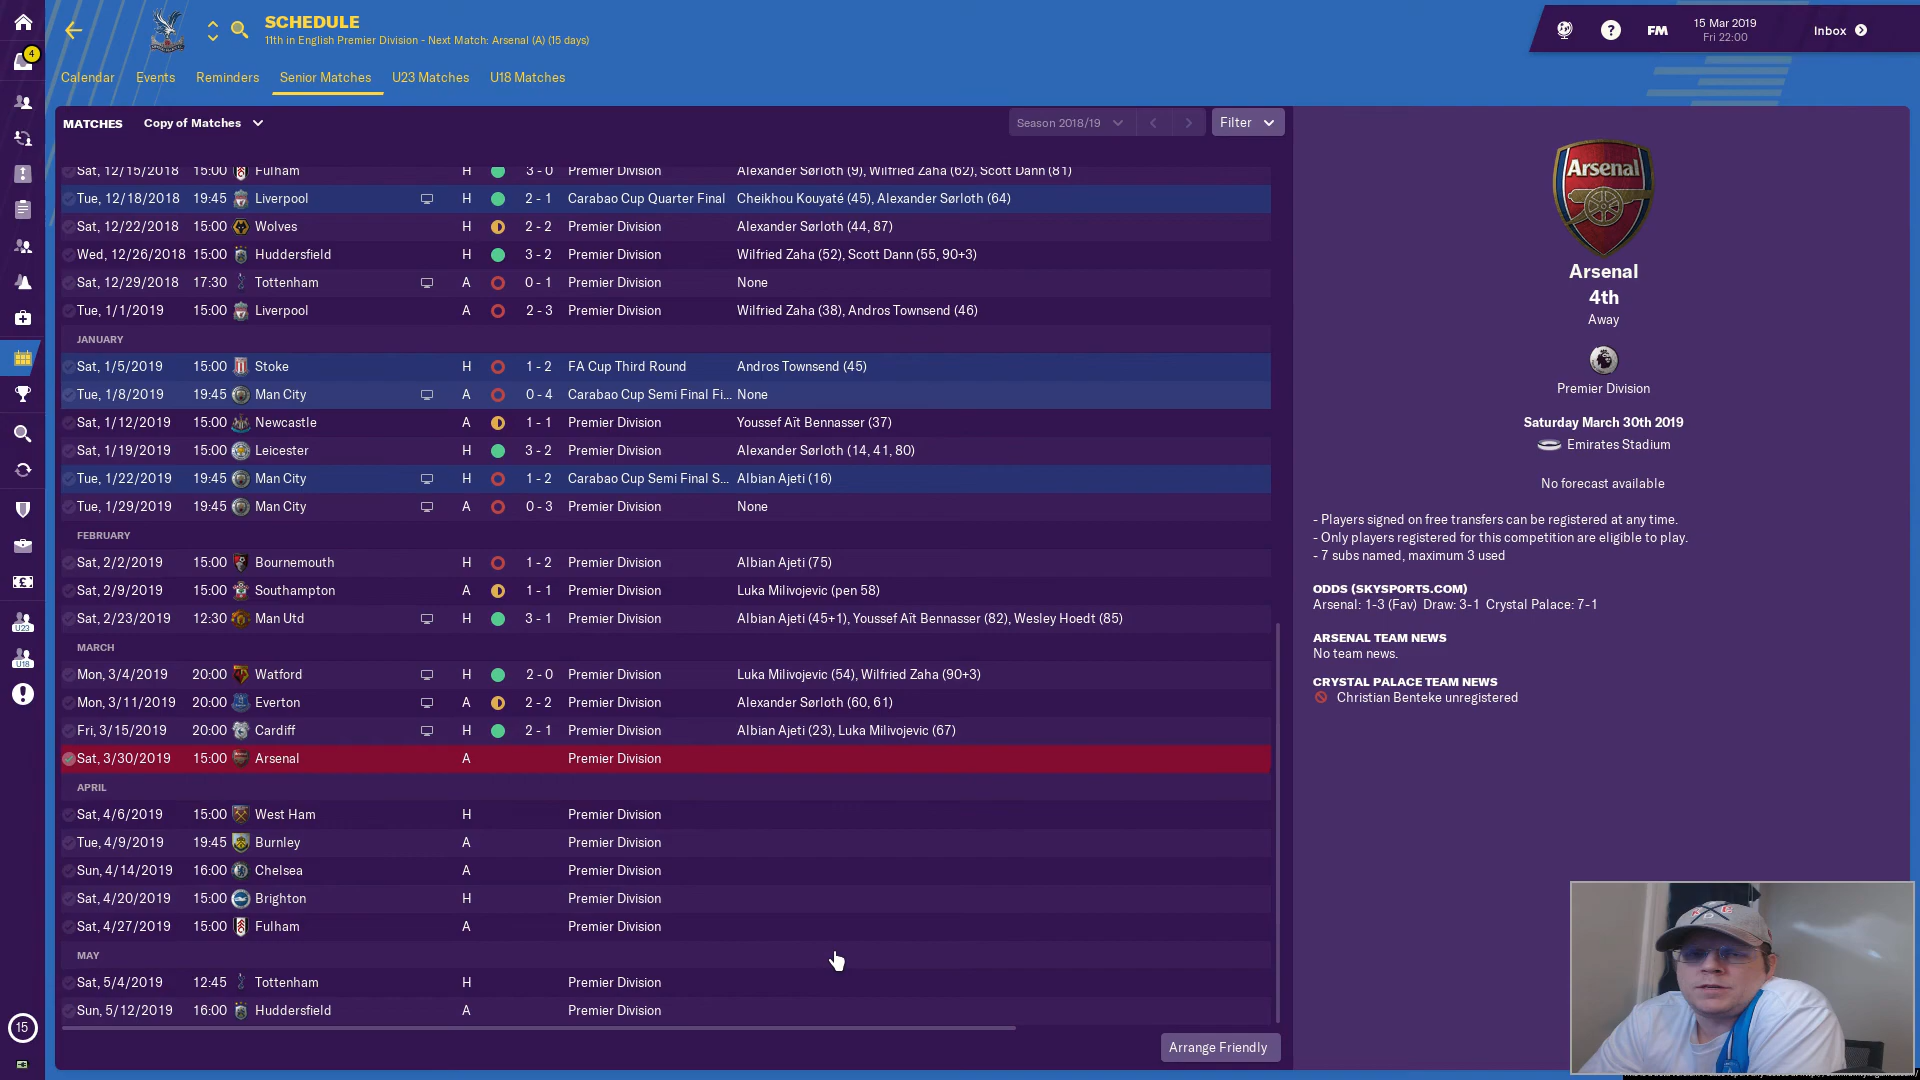 SCHEDULE
11th in English Premier Division - Next Match: Arsenal (A) (15 days)
4
15 Mar 2019
Fri 22:00
FM
Inbox
Calendar Events Reminders Senior Matches U23 Matches U18 Matches
MATCHES Copy of Matches Season 2018/19 Filter
Sat, 12/15/2018 15:00 Fulham H 3 - 0 Premier Division Alexander Sørloth (9), Wilfried Zaha (62), Scott Dann (81)
Tue, 12/18/2018 19:45 Liverpool H 2 - 1 Carabao Cup Quarter Final Cheikhou Kouyaté (45), Alexander Sørloth (64)
Sat, 12/22/2018 15:00 Wolves H 2 - 2 Premier Division Alexander Sørloth (44, 87)
Wed, 12/26/2018 15:00 Huddersfield H 3 - 2 Premier Division Wilfried Zaha (52), Scott Dann (55, 90+3)
Sat, 12/29/2018 17:30 Tottenham A 0 - 1 Premier Division None
Tue, 1/1/2019 15:00 Liverpool A 2 - 3 Premier Division Wilfried Zaha (38), Andros Townsend (46)
JANUARY
Sat, 1/5/2019 15:00 Stoke H 1 - 2 FA Cup Third Round Andros Townsend (45)
Tue, 1/8/2019 19:45 Man City A 0 - 4 Carabao Cup Semi Final Fi... None
Sat, 1/12/2019 15:00 Newcastle A 1 - 1 Premier Division Youssef Aït Bennasser (37)
Sat, 1/19/2019 15:00 Leicester H 3 - 2 Premier Division Alexander Sørloth (14, 41, 80)
Tue, 1/22/2019 19:45 Man City H 1 - 2 Carabao Cup Semi Final S... Albian Ajeti (16)
Tue, 1/29/2019 19:45 Man City A 0 - 3 Premier Division None
FEBRUARY
Sat, 2/2/2019 15:00 Bournemouth H 1 - 2 Premier Division Albian Ajeti (75)
Sat, 2/9/2019 15:00 Southampton A 1 - 1 Premier Division Luka Milivojevic (pen 58)
Sat, 2/23/2019 12:30 Man Utd H 3 - 1 Premier Division Albian Ajeti (45+1), Youssef Aït Bennasser (82), Wesley Hoedt (85)
MARCH
Mon, 3/4/2019 20:00 Watford H 2 - 0 Premier Division Luka Milivojevic (54), Wilfried Zaha (90+3)
Mon, 3/11/2019 20:00 Everton A 2 - 2 Premier Division Alexander Sørloth (60, 61)
Fri, 3/15/2019 20:00 Cardiff H 2 - 1 Premier Division Albian Ajeti (23), Luka Milivojevic (67)
Sat, 3/30/2019 15:00 Arsenal A Premier Division
APRIL
Sat, 4/6/2019 15:00 West Ham H Premier Division
Tue, 4/9/2019 19:45 Burnley A Premier Division
Sun, 4/14/2019 16:00 Chelsea A Premier Division
Sat, 4/20/2019 15:00 Brighton H Premier Division
Sat, 4/27/2019 15:00 Fulham A Premier Division
MAY
Sat, 5/4/2019 12:45 Tottenham H Premier Division
Sun, 5/12/2019 16:00 Huddersfield A Premier Division
Arrange Friendly
U23
U18
15
Arsenal
Arsenal
4th
Away
Premier Division
Saturday March 30th 2019
Emirates Stadium
No forecast available
- Players signed on free transfers can be registered at any time.
- Only players registered for this competition are eligible to play.
- 7 subs named, maximum 3 used
ODDS (SKYSPORTS.COM)
Arsenal: 1-3 (Fav) Draw: 3-1 Crystal Palace: 7-1
ARSENAL TEAM NEWS
No team news.
CRYSTAL PALACE TEAM NEWS
Christian Benteke unregistered